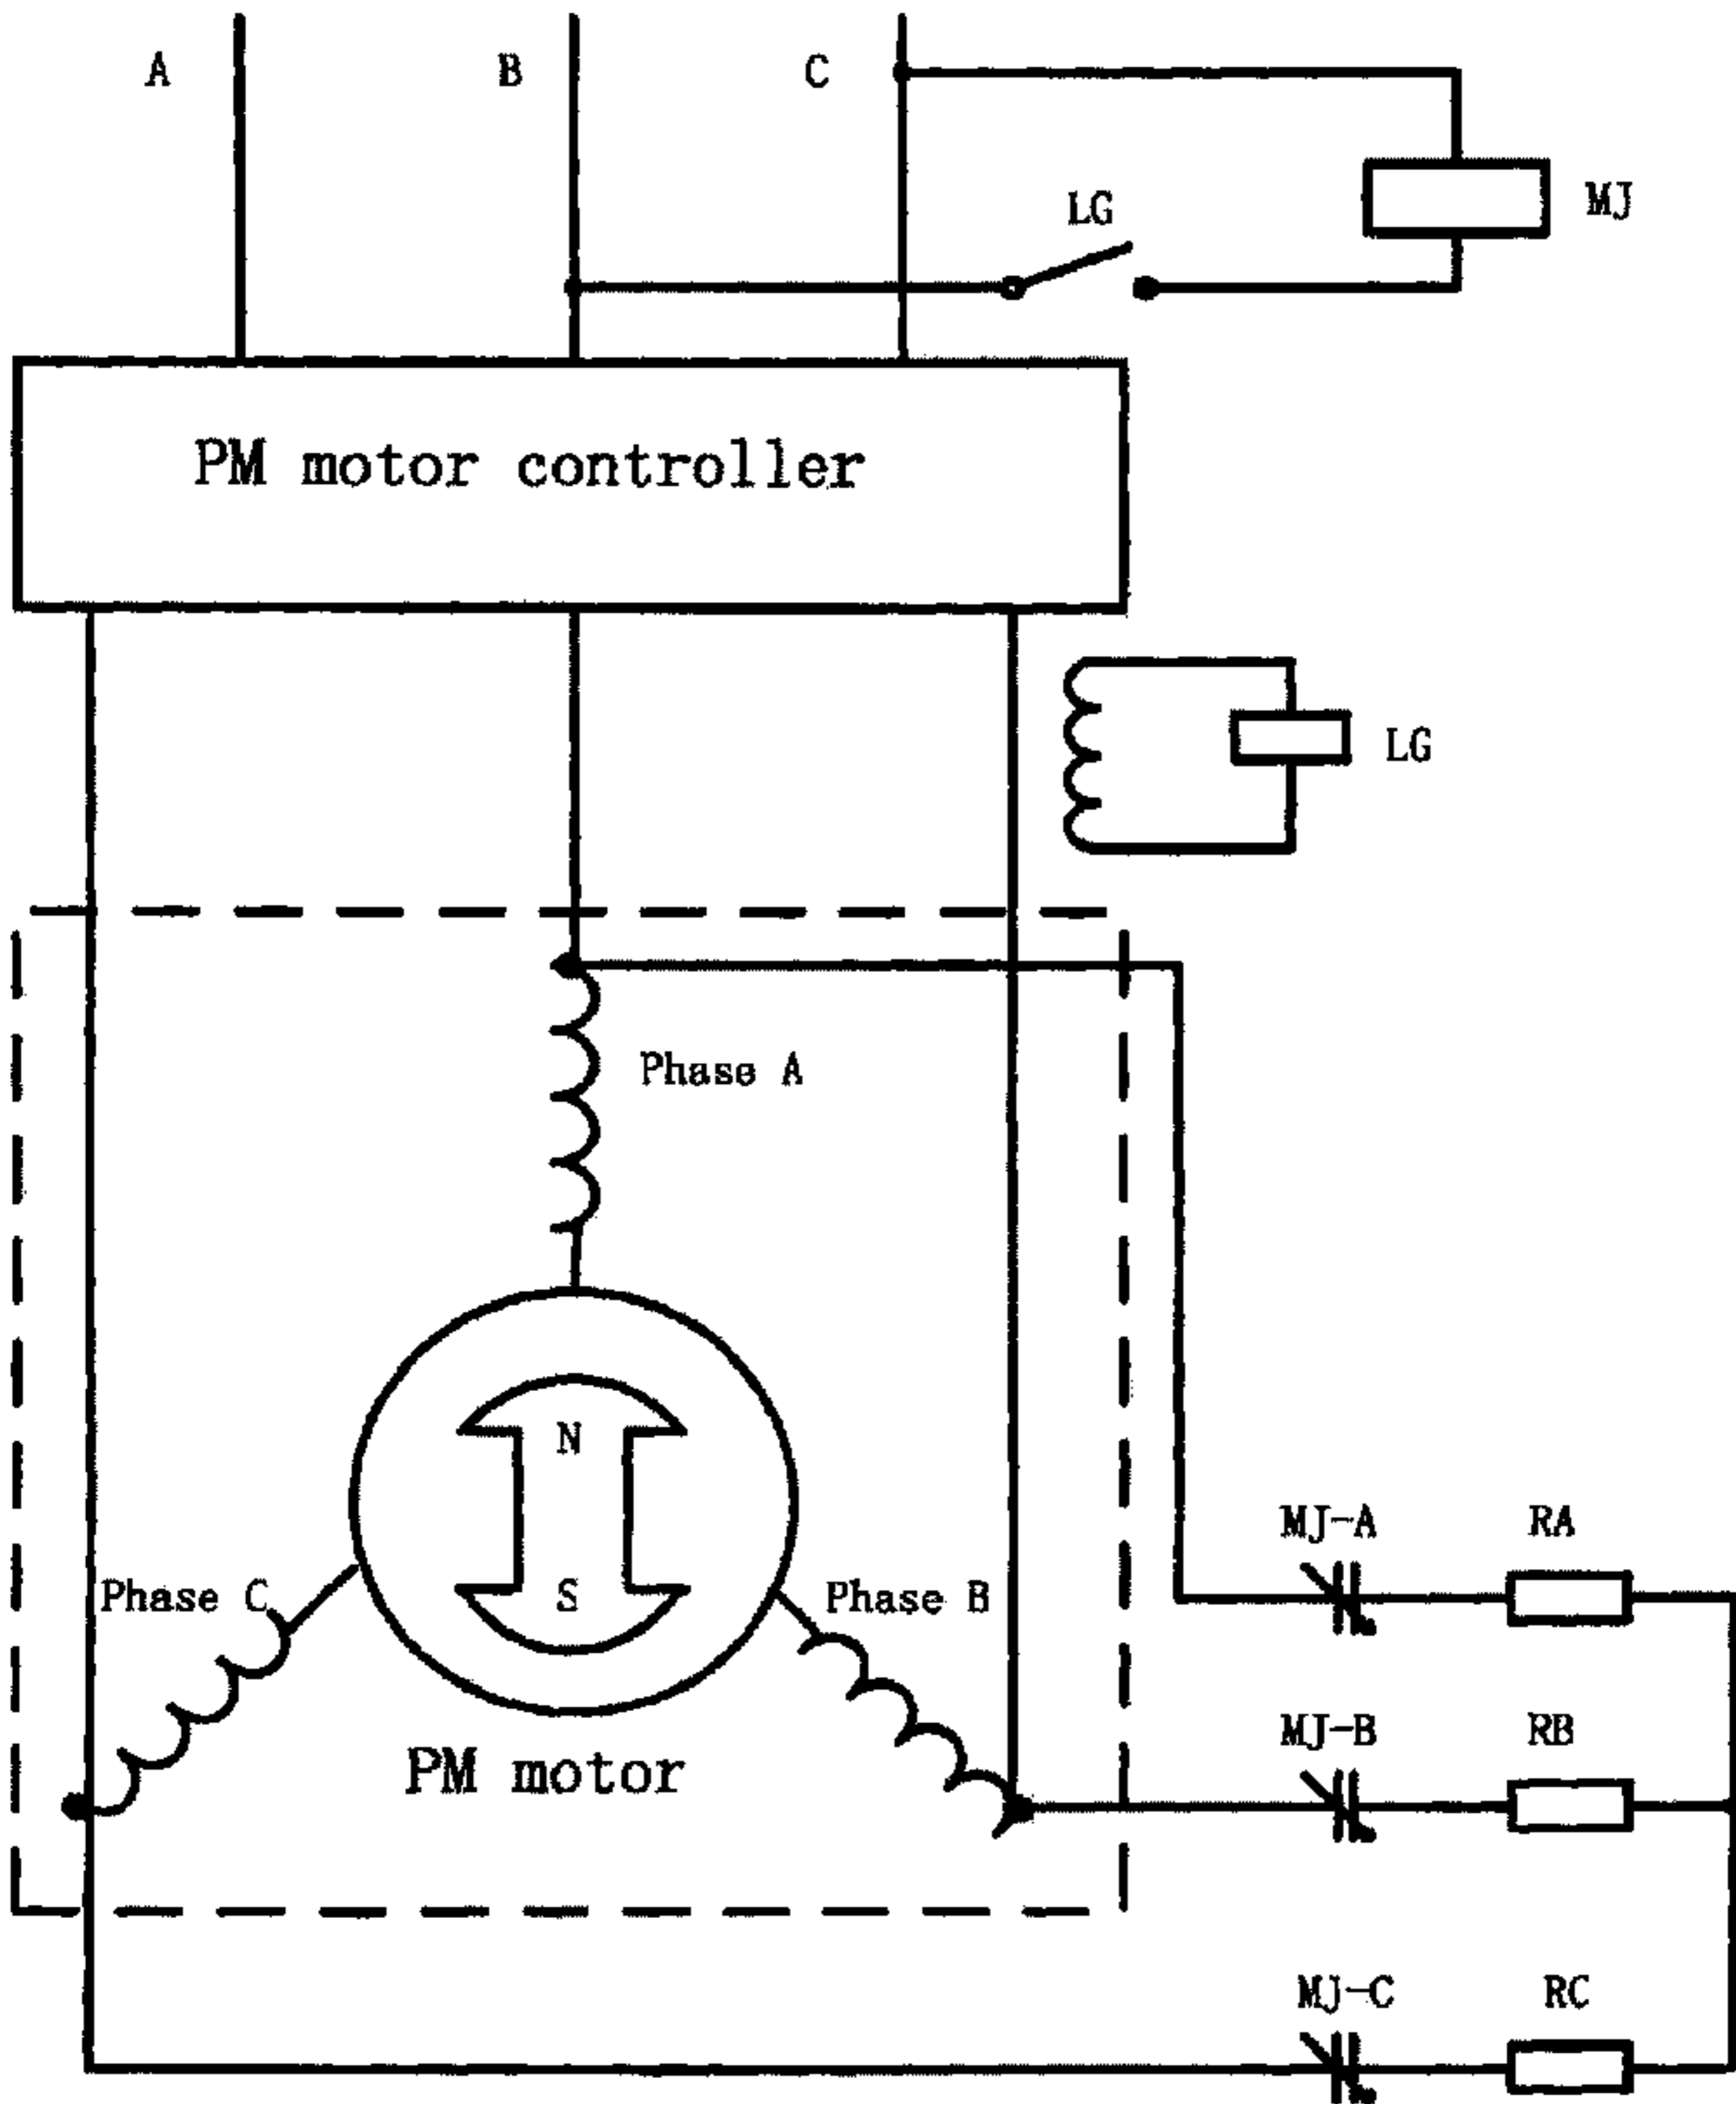 A
B
C
LG
MJ
PM motor controller
LG
Phase A
N
S
Phase C
Phase B
PM motor
MJ-A
RA
MJ-B
RB
MJ-C
RC